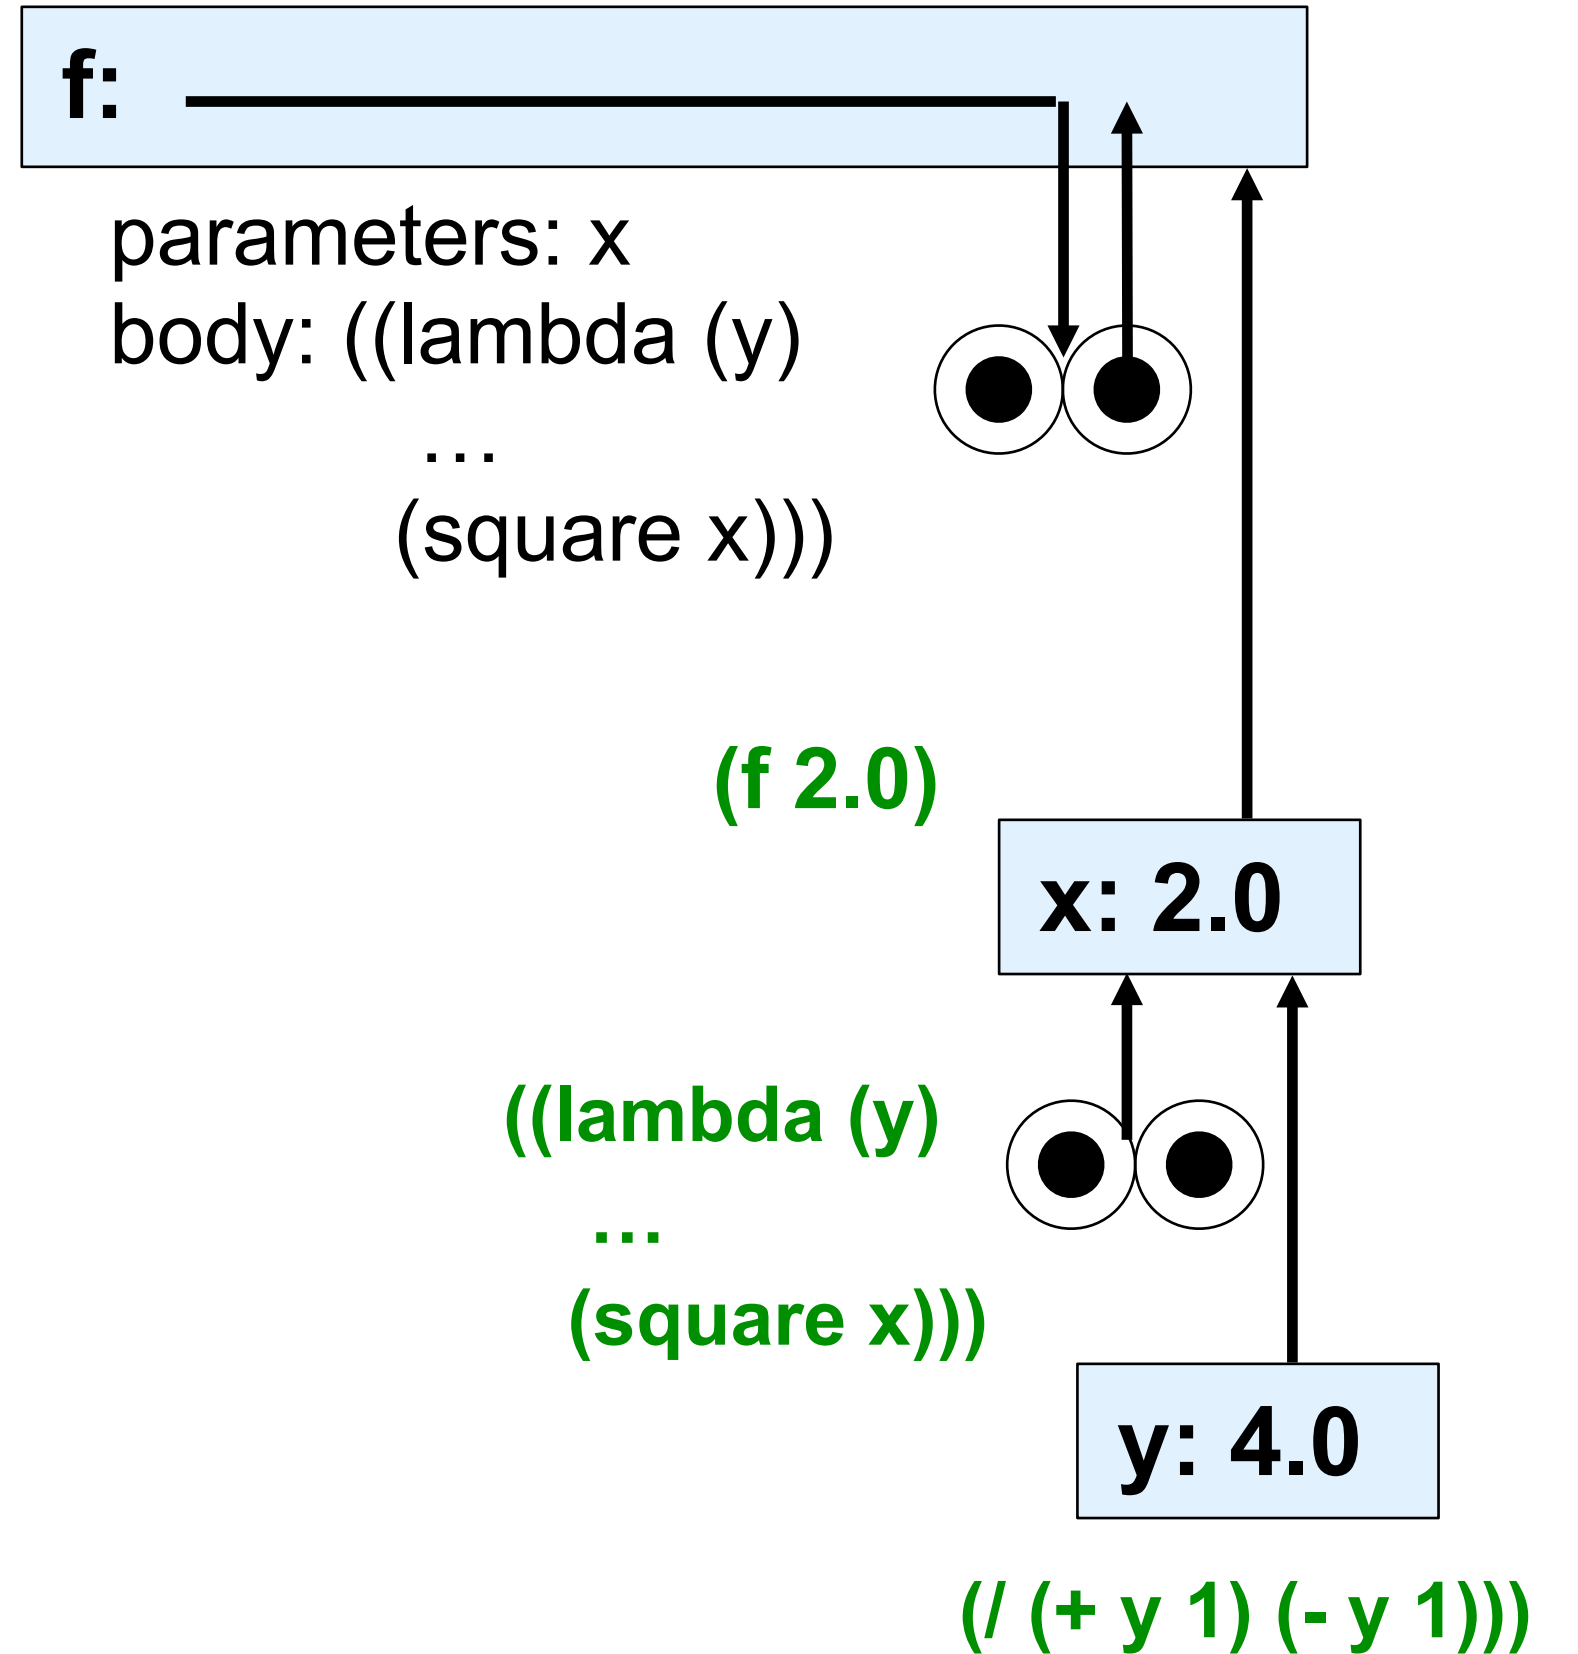 f:
parameters: x
body: ((lambda (y)
…
(square x)))
(f 2.0)
x: 2.0
((lambda (y)
…
(square x)))
y: 4.0
(/ (+ y 1) (- y 1)))